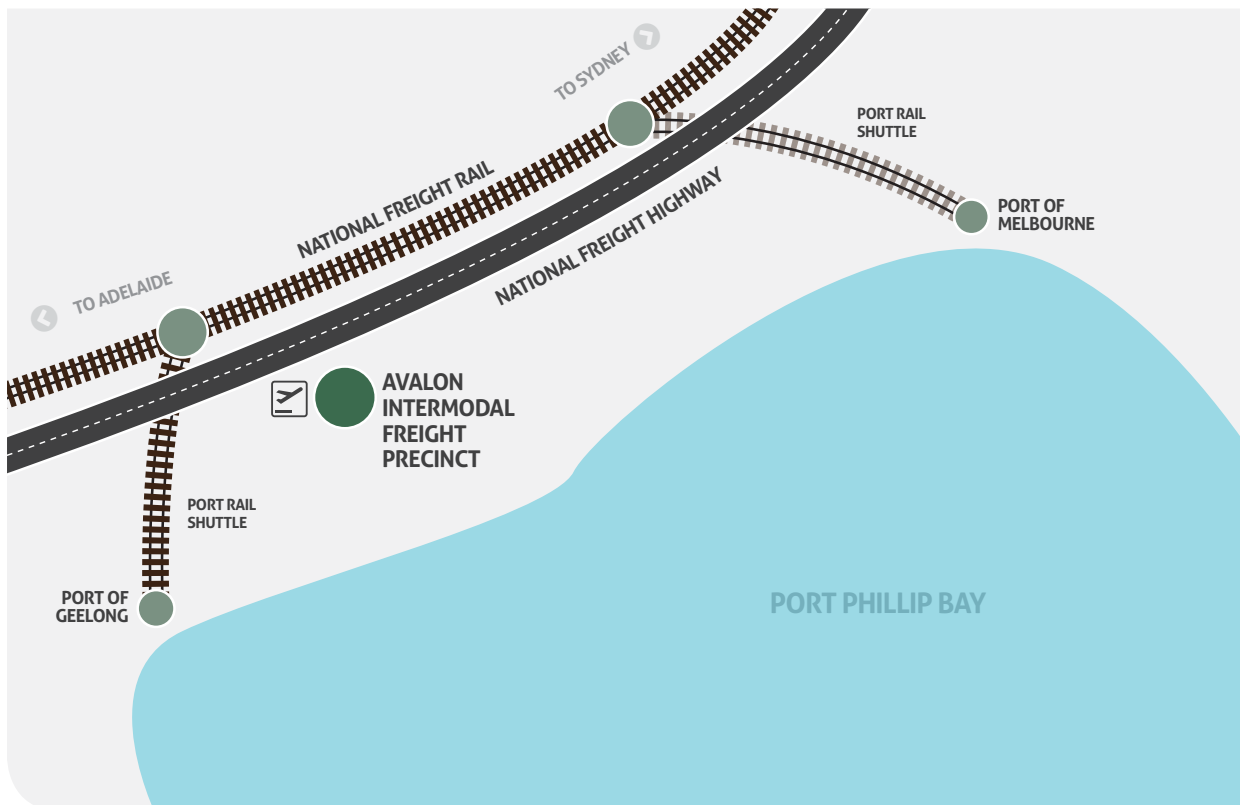 TO SYDNEY
PORT RAIL
SHUTTLE
NATIONAL FREIGHT RAIL
NATIONAL FREIGHT HIGHWAY
PORT OF
MELBOURNE
TO ADELAIDE
AVALON
INTERMODAL
FREIGHT
PRECINCT
PORT RAIL
SHUTTLE
PORT OF
GEELONG
PORT PHILLIP BAY